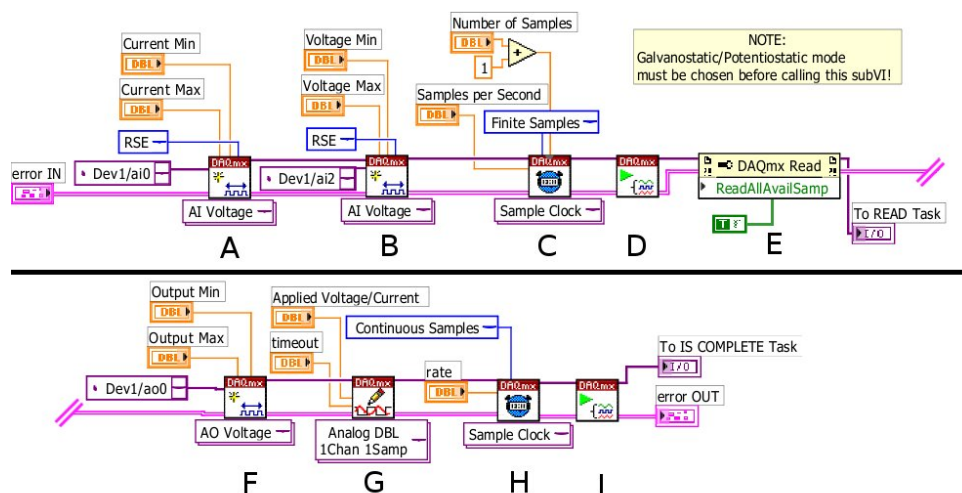 Number of Samples
DBL
+
1
NOTE:
Galvanostatic/Potentiostatic mode
must be chosen before calling this subVI!
Current Min
DBL
Current Max
DBL
Voltage Min
DBL
Voltage Max
DBL
Samples per Second
DBL
Finite Samples
RSE
RSE
error IN
Dev1/ai0
DAQmx
AI Voltage
Dev1/ai2
DAQmx
AI Voltage
DAQmx
Sample Clock
DAQmx
DAQmx Read
ReadAllAvailSamp
T
To READ Task
I/O
A
B
C
D
E
Output Min
DBL
Output Max
DBL
Applied Voltage/Current
DBL
timeout
DBL
Continuous Samples
rate
DBL
To IS COMPLETE Task
I/O
error OUT
Dev1/ao0
DAQmx
AO Voltage
DAQmx
Analog DBL
1Chan 1Samp
DAQmx
Sample Clock
DAQmx
F
G
H
I